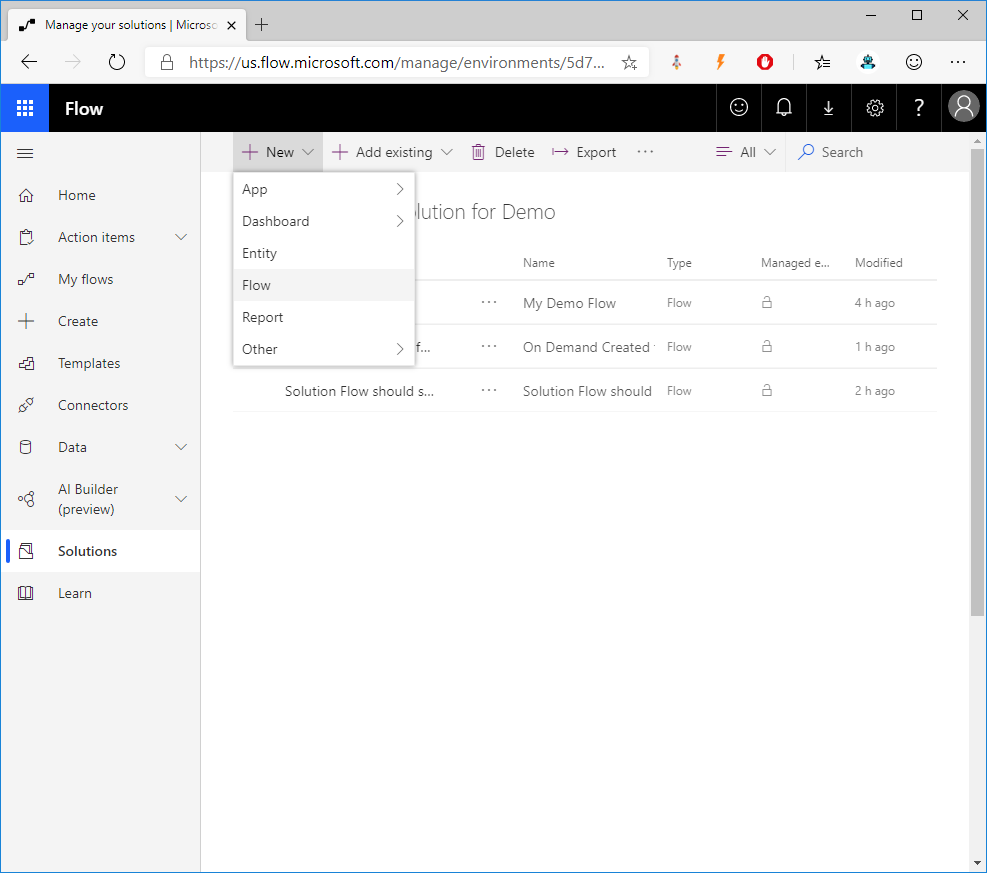 Manage your solutions | Microso
https://us.flow.microsoft.com/manage/environments/5d7...
Flow
New
Add existing
Delete
Export
All
Search
Home
Action items
My flows
Create
Templates
Connectors
Data
AI Builder
(preview)
Solutions
Learn
App
Dashboard
Entity
Flow
Report
Other
olution for Demo
Name
Type
Managed e...
Modified
My Demo Flow
Flow
4 h ago
f...
On Demand Created
Flow
1 h ago
Solution Flow should s...
Solution Flow should
Flow
2 h ago